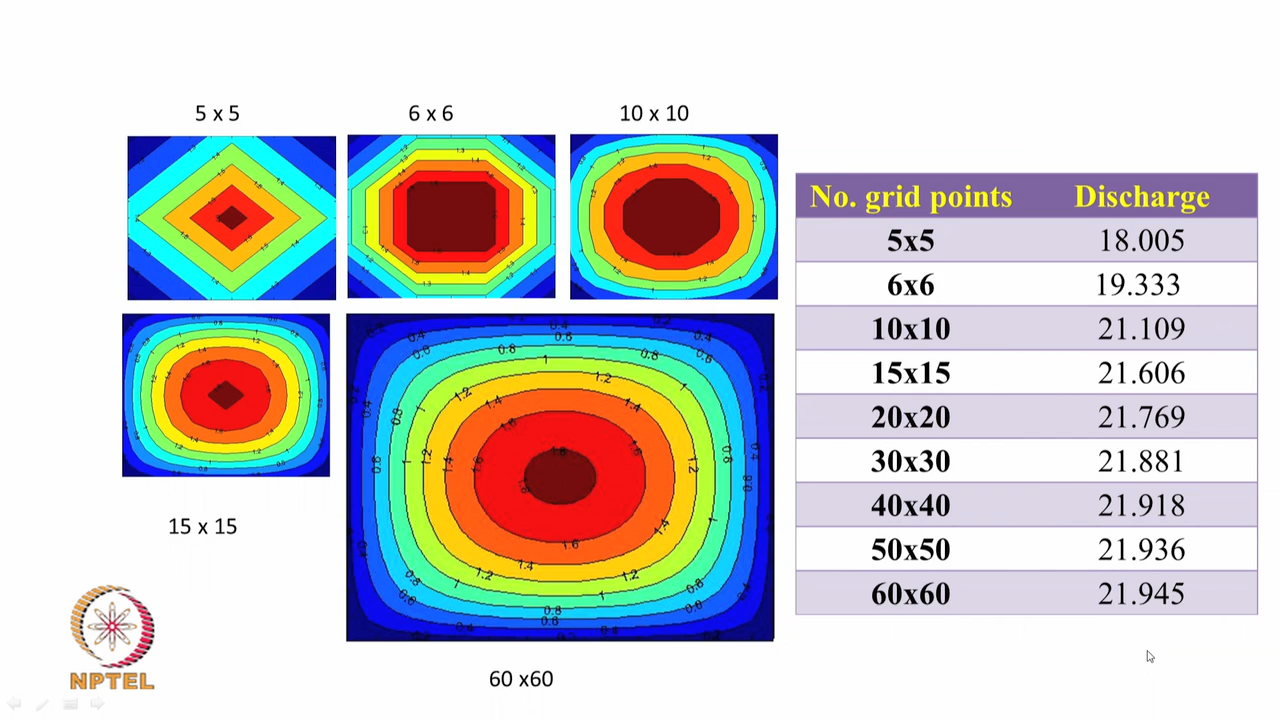 5 x 5
6 x 6
10 x 10
15 x 15
60 x60
No. grid points Discharge
5x5 18.005
6x6 19.333
10x10 21.109
15x15 21.606
20x20 21.769
30x30 21.881
40x40 21.918
50x50 21.936
60x60 21.945
NPTEL